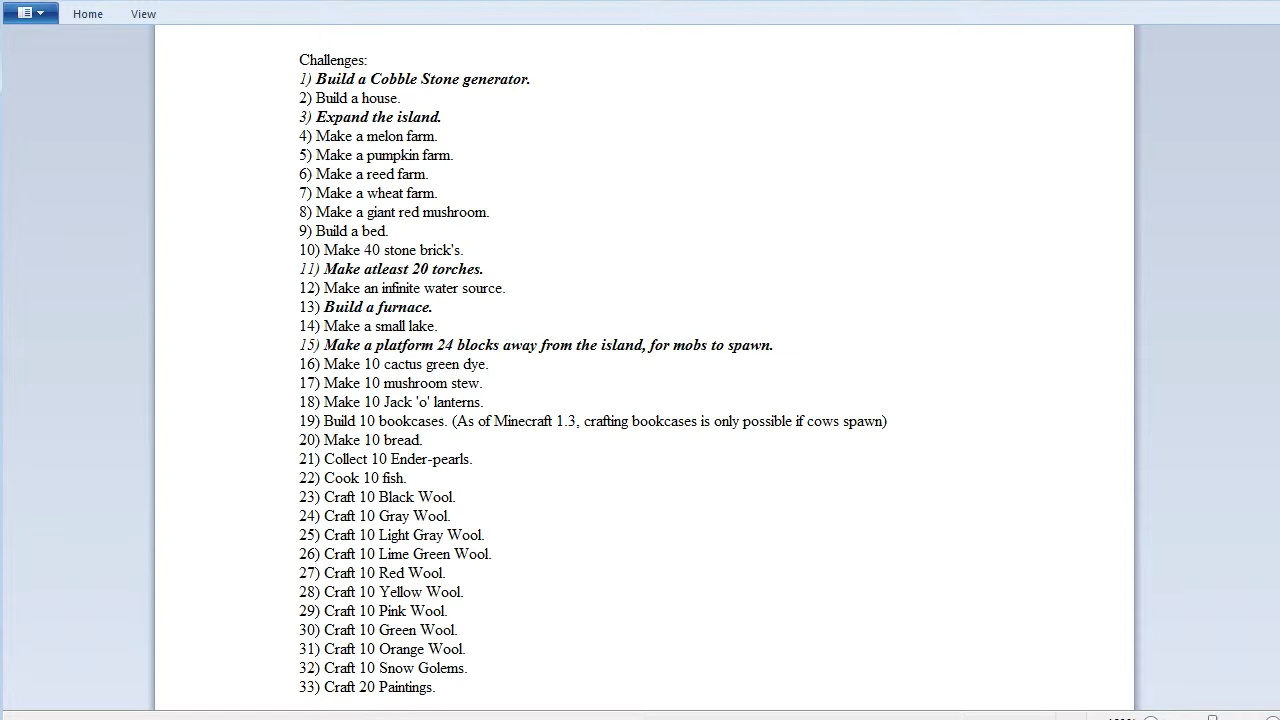 Home View
Challenges:
1) Build a Cobble Stone generator.
2) Build a house.
3) Expand the island.
4) Make a melon farm.
5) Make a pumpkin farm.
6) Make a reed farm.
7) Make a wheat farm.
8) Make a giant red mushroom.
9) Build a bed.
10) Make 40 stone brick's.
11) Make atleast 20 torches.
12) Make an infinite water source.
13) Build a furnace.
14) Make a small lake.
15) Make a platform 24 blocks away from the island, for mobs to spawn.
16) Make 10 cactus green dye.
17) Make 10 mushroom stew.
18) Make 10 Jack 'o' lanterns.
19) Build 10 bookcases. (As of Minecraft 1.3, crafting bookcases is only possible if cows spawn)
20) Make 10 bread.
21) Collect 10 Ender-pearls.
22) Cook 10 fish.
23) Craft 10 Black Wool.
24) Craft 10 Gray Wool.
25) Craft 10 Light Gray Wool.
26) Craft 10 Lime Green Wool.
27) Craft 10 Red Wool.
28) Craft 10 Yellow Wool.
29) Craft 10 Pink Wool.
30) Craft 10 Green Wool.
31) Craft 10 Orange Wool.
32) Craft 10 Snow Golems.
33) Craft 20 Paintings.